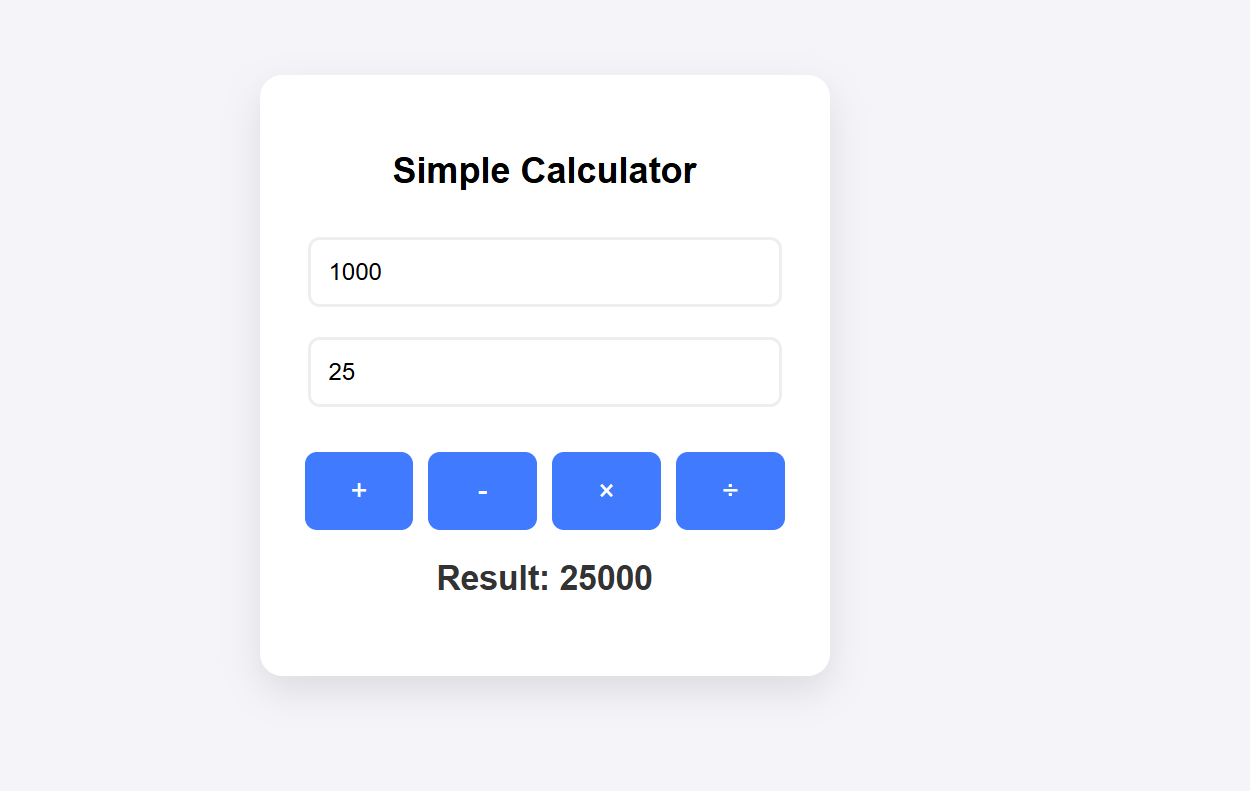 Simple Calculator
1000
25
+ - × ÷
Result: 25000